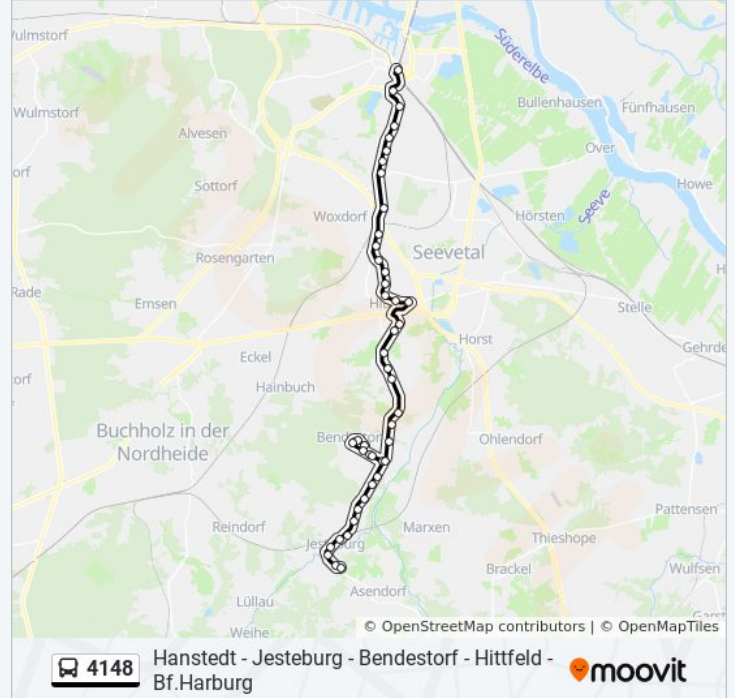 Wulmstorf
Süderelbe
Bullenhausen
Fünfhausen
Wulmstorf
Alvesen
Over
orf
Howe
Sottorf
Seeve
Woxdorf
Hörsten
Seevetal
Rosengarten
Rade
Emsen
Stelle
Horst
Gehrde
Eckel
orf
Hainbuch
Buchholz in der
Nordheide
Bendestorf
Ohlendorf
Pattensen
Reindorf
Marxen
Thieshope
Jesteburg
Brackel
Wulfsen
Asendorf
Lüllau
Weihe
© OpenStreetMap contributors | © OpenMapTiles
4148 Hanstedt - Jesteburg - Bendestorf - Hittfeld -
Bf.Harburg
moovit